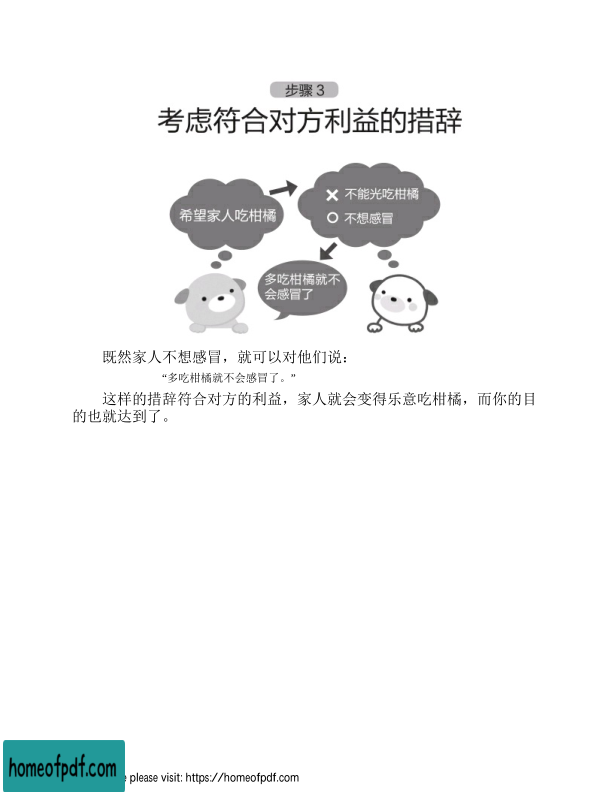 步骤 3
考虑符合对方利益的措辞
希望家人吃柑橘
✕ 不能光吃柑橘
○ 不想感冒
多吃柑橘就不
会感冒了
既然家人不想感冒，就可以对他们说：
“多吃柑橘就不会感冒了。”
这样的措辞符合对方的利益，家人就会变得乐意吃柑橘，而你的目
的也就达到了。
homeofpdf.com
please visit: https://homeofpdf.com